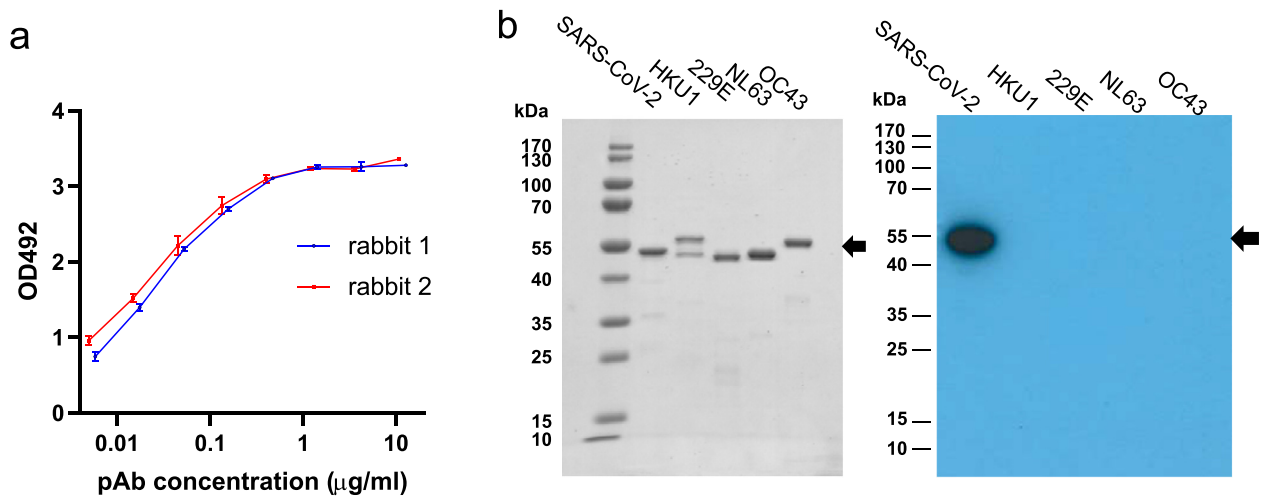 a
4
3
2
1
0
OD492
0.01 0.1 1 10
pAb concentration (μg/ml)
rabbit 1
rabbit 2
b
SARS-CoV-2
HKU1
229E
NL63
OC43
kDa
170
130
100
70
55
40
35
25
15
10
SARS-CoV-2
HKU1
229E
NL63
OC43
kDa
170
130
100
70
55
40
35
25
15
10